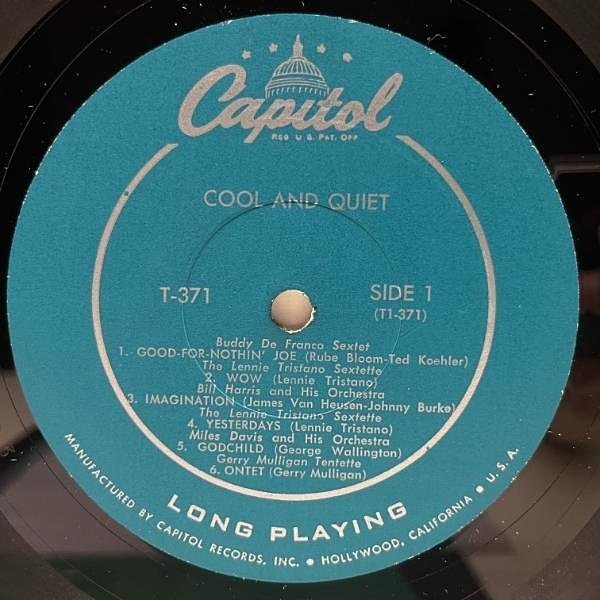 Capitol
REG U.S. PAT. OFF
COOL AND QUIET
T-371
SIDE 1
(T1-371)
Buddy De Franco Sextet
1. GOOD-FOR-NOTHIN' JOE (Rube Bloom-Ted Koehler)
The Lennie Tristano Sextette
2. WOW (Lennie Tristano)
Bill Harris and His Orchestra
3. IMAGINATION (James Van Heusen-Johnny Burke)
The Lennie Tristano Sextette
4. YESTERDAYS (Lennie Tristano)
Miles Davis and His Orchestra
5. GODCHILD (George Wallington)
Gerry Mulligan Tentette
6. ONTET (Gerry Mulligan)
LONG PLAYING
MANUFACTURED BY CAPITOL RECORDS, INC. • HOLLYWOOD, CALIFORNIA • U.S.A.